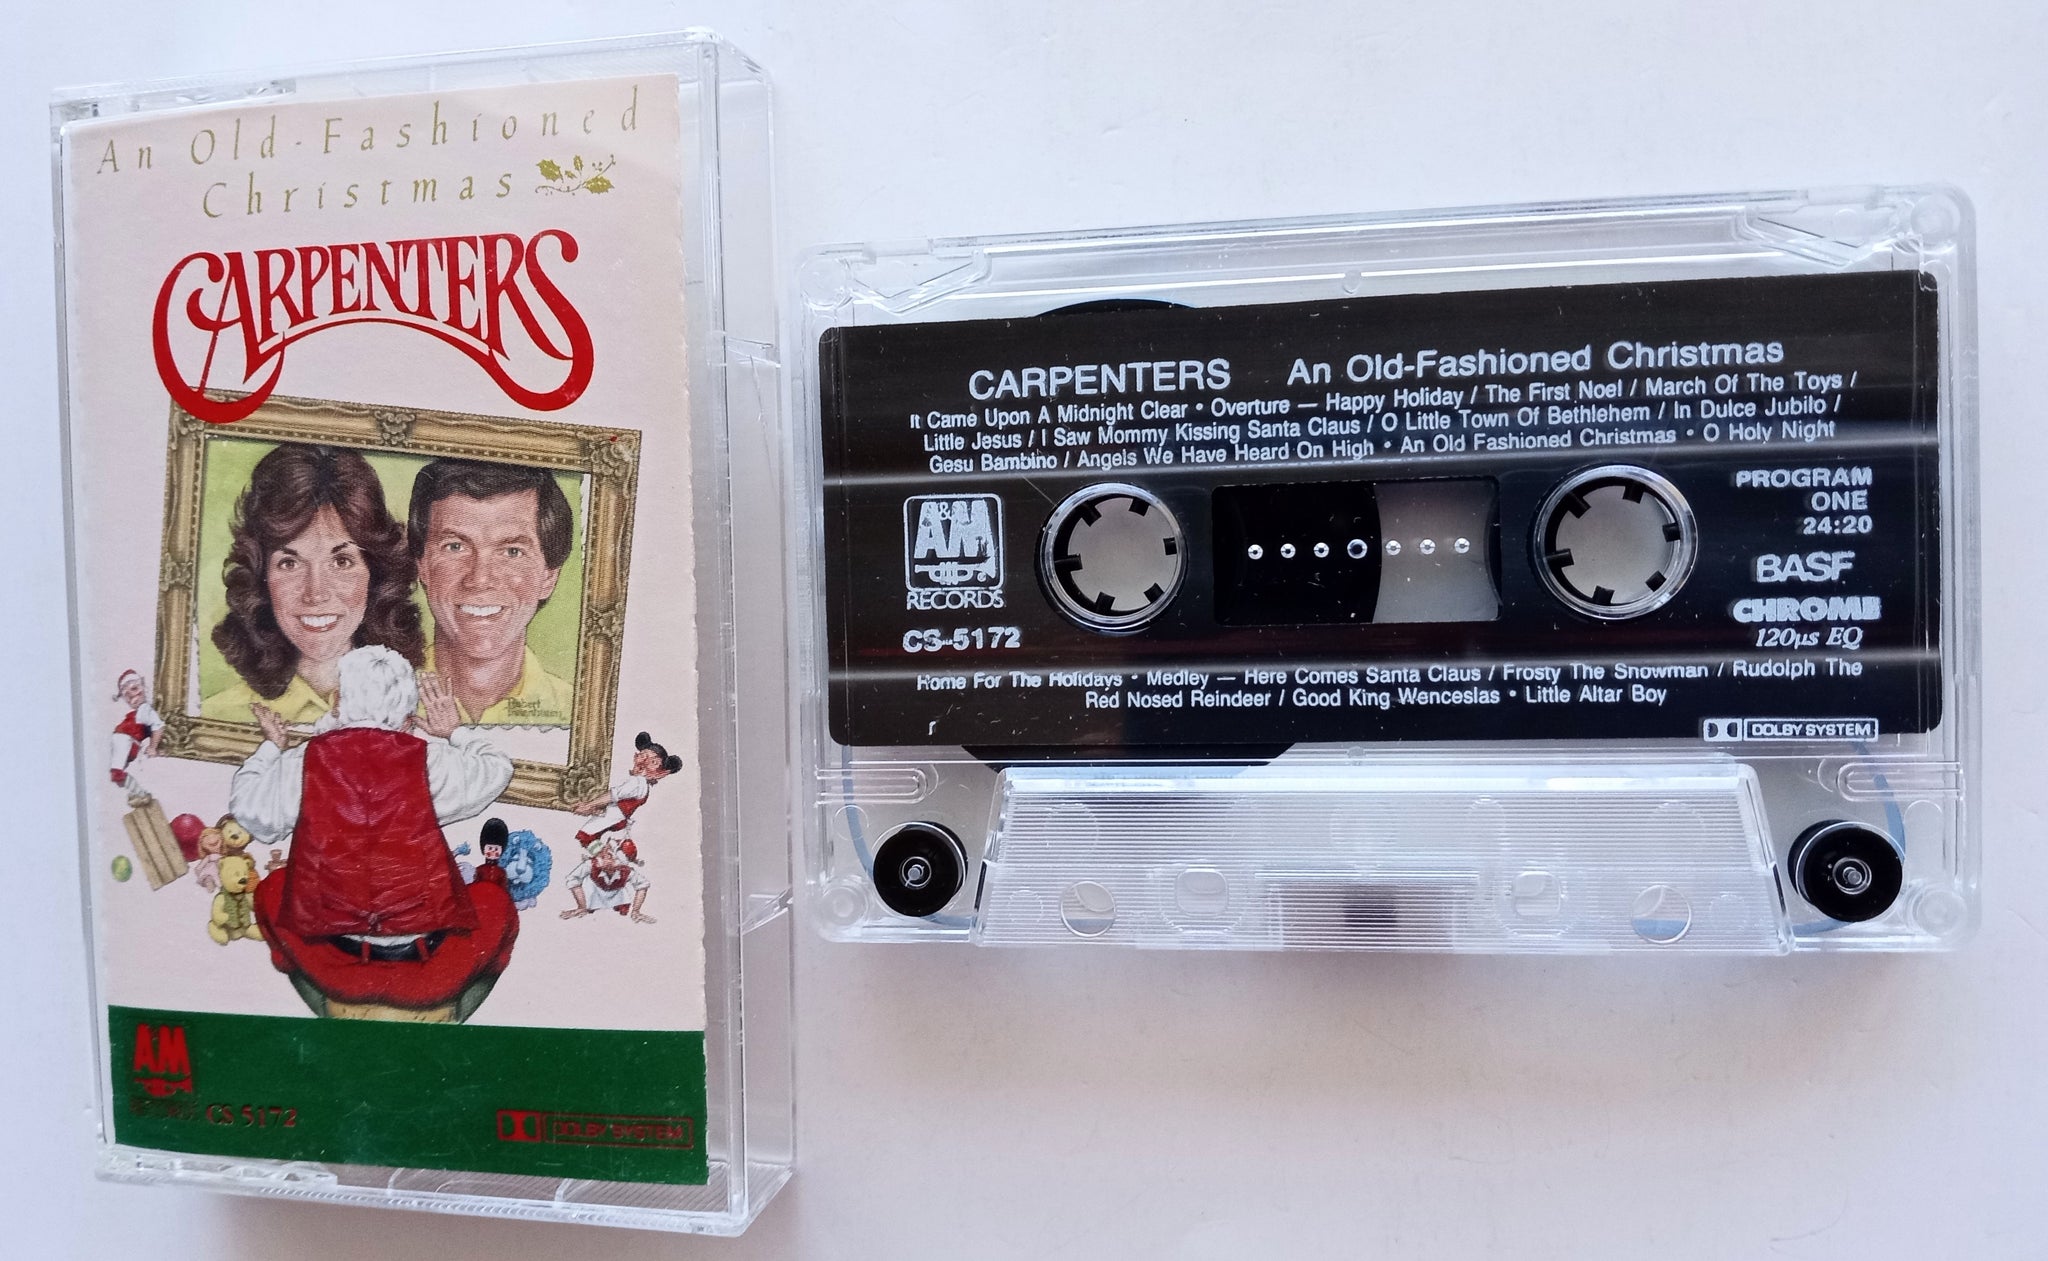 An Old-Fashioned
Christmas
CARPENTERS
Robert
A&M
RECORDS
CS 5172
DOLBY SYSTEM
CARPENTERS An Old-Fashioned Christmas
It Came Upon A Midnight Clear • Overture — Happy Holiday / The First Noel / March Of The Toys /
Little Jesus / I Saw Mommy Kissing Santa Claus / O Little Town Of Bethlehem / In Dulce Jubilo /
Gesu Bambino / Angels We Have Heard On High • An Old Fashioned Christmas • O Holy Night
A&M
RECORDS
CS-5172
PROGRAM
ONE
24:20
BASF
CHROME
120µs EQ
Home For The Holidays • Medley — Here Comes Santa Claus / Frosty The Snowman / Rudolph The
Red Nosed Reindeer / Good King Wenceslas • Little Altar Boy
DOLBY SYSTEM